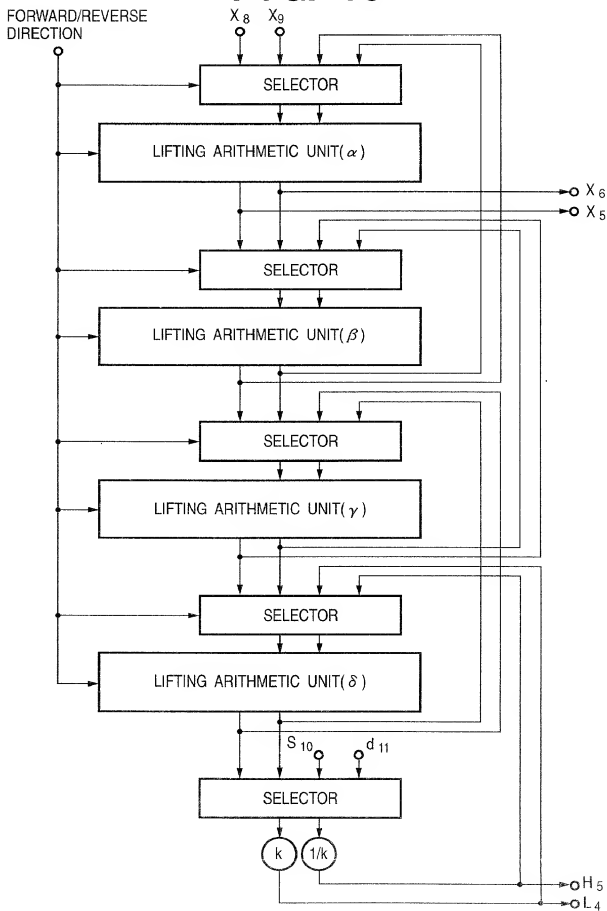 FORWARD/REVERSE
DIRECTION
X8 X9
SELECTOR
LIFTING ARITHMETIC UNIT(α)
X6
X5
SELECTOR
LIFTING ARITHMETIC UNIT(β)
SELECTOR
LIFTING ARITHMETIC UNIT(γ)
SELECTOR
LIFTING ARITHMETIC UNIT(δ)
S10 d11
SELECTOR
k 1/k
H5
L4